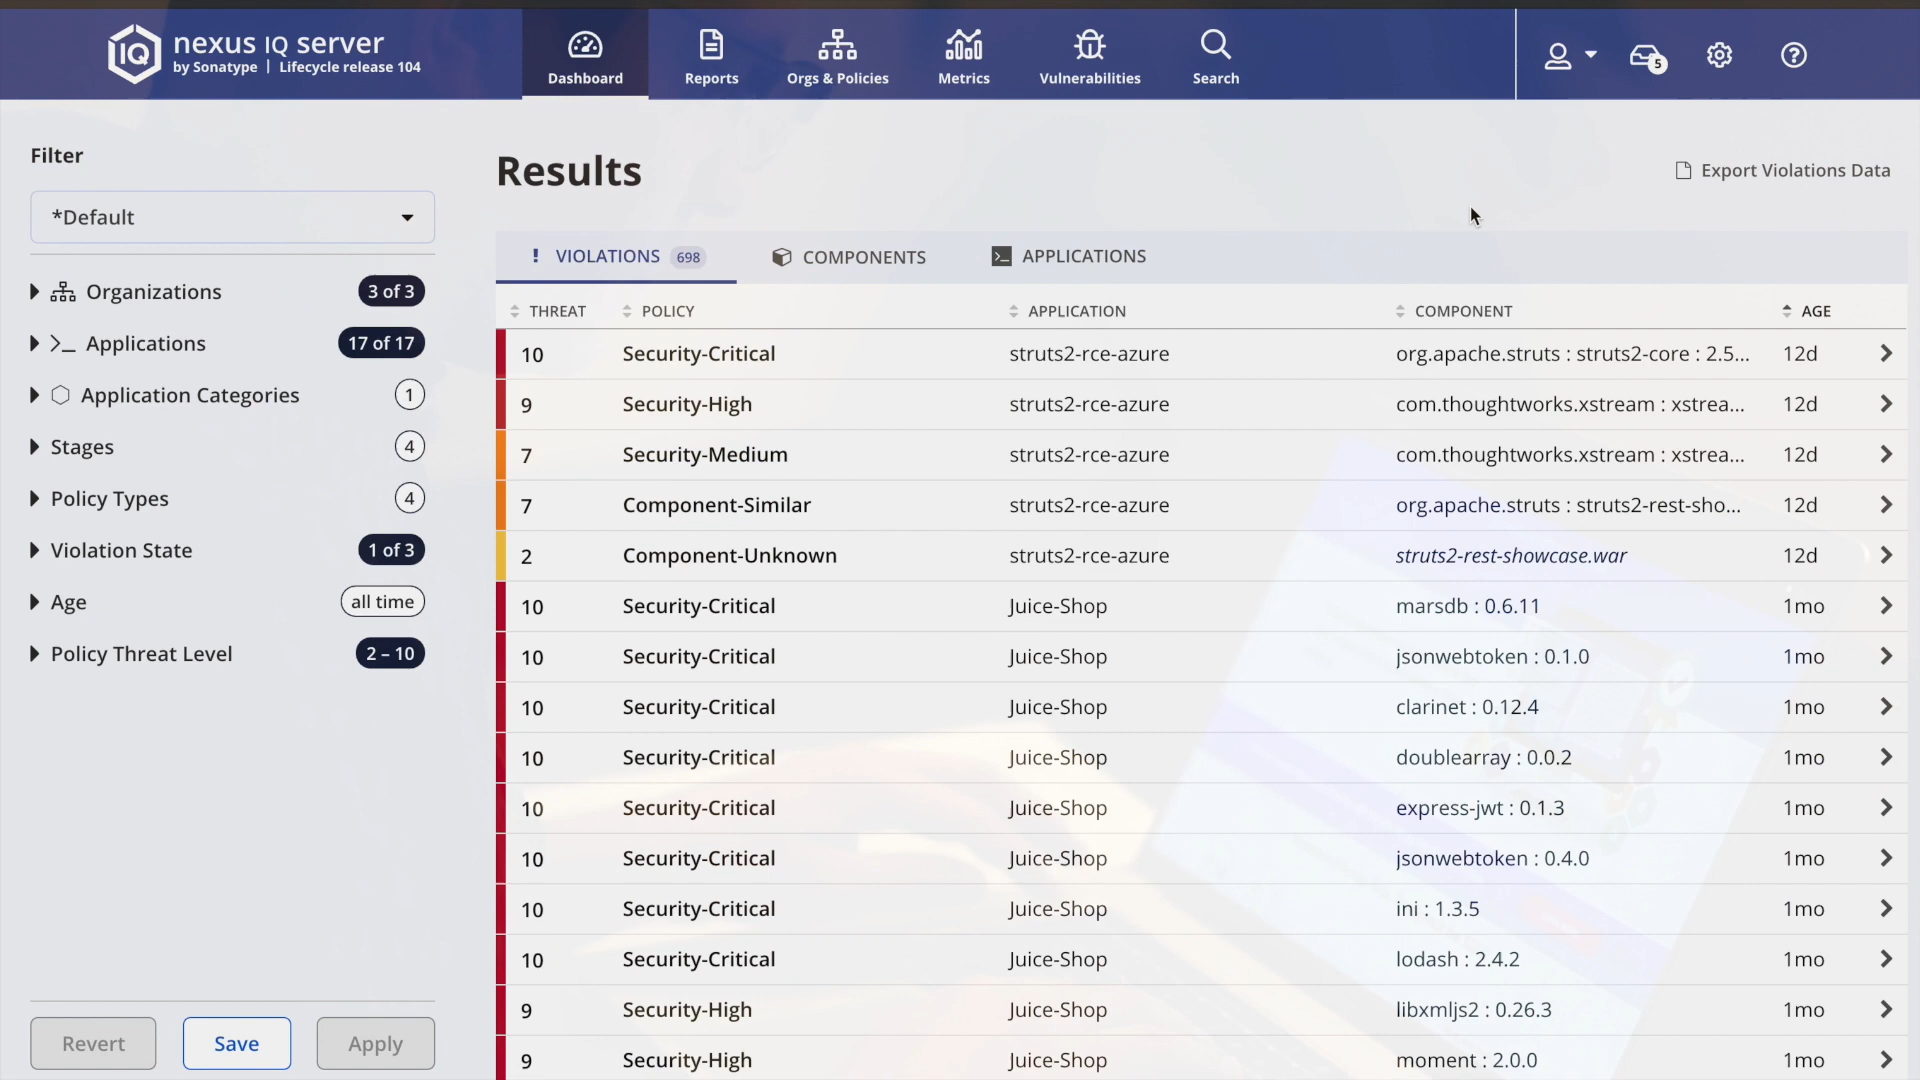 IQ nexus IQ server
by Sonatype | Lifecycle release 104
Dashboard
Reports
Orgs & Policies
Metrics
Vulnerabilities
Search
5
Filter
*Default
Organizations 3 of 3
>_ Applications 17 of 17
Application Categories 1
Stages 4
Policy Types 4
Violation State 1 of 3
Age all time
Policy Threat Level 2 – 10
Revert Save Apply
Results
Export Violations Data
! VIOLATIONS 698 COMPONENTS APPLICATIONS
THREAT POLICY APPLICATION COMPONENT AGE
10 Security-Critical struts2-rce-azure org.apache.struts : struts2-core : 2.5... 12d
9 Security-High struts2-rce-azure com.thoughtworks.xstream : xstrea... 12d
7 Security-Medium struts2-rce-azure com.thoughtworks.xstream : xstrea... 12d
7 Component-Similar struts2-rce-azure org.apache.struts : struts2-rest-sho... 12d
2 Component-Unknown struts2-rce-azure struts2-rest-showcase.war 12d
10 Security-Critical Juice-Shop marsdb : 0.6.11 1mo
10 Security-Critical Juice-Shop jsonwebtoken : 0.1.0 1mo
10 Security-Critical Juice-Shop clarinet : 0.12.4 1mo
10 Security-Critical Juice-Shop doublearray : 0.0.2 1mo
10 Security-Critical Juice-Shop express-jwt : 0.1.3 1mo
10 Security-Critical Juice-Shop jsonwebtoken : 0.4.0 1mo
10 Security-Critical Juice-Shop ini : 1.3.5 1mo
10 Security-Critical Juice-Shop lodash : 2.4.2 1mo
9 Security-High Juice-Shop libxmljs2 : 0.26.3 1mo
9 Security-High Juice-Shop moment : 2.0.0 1mo